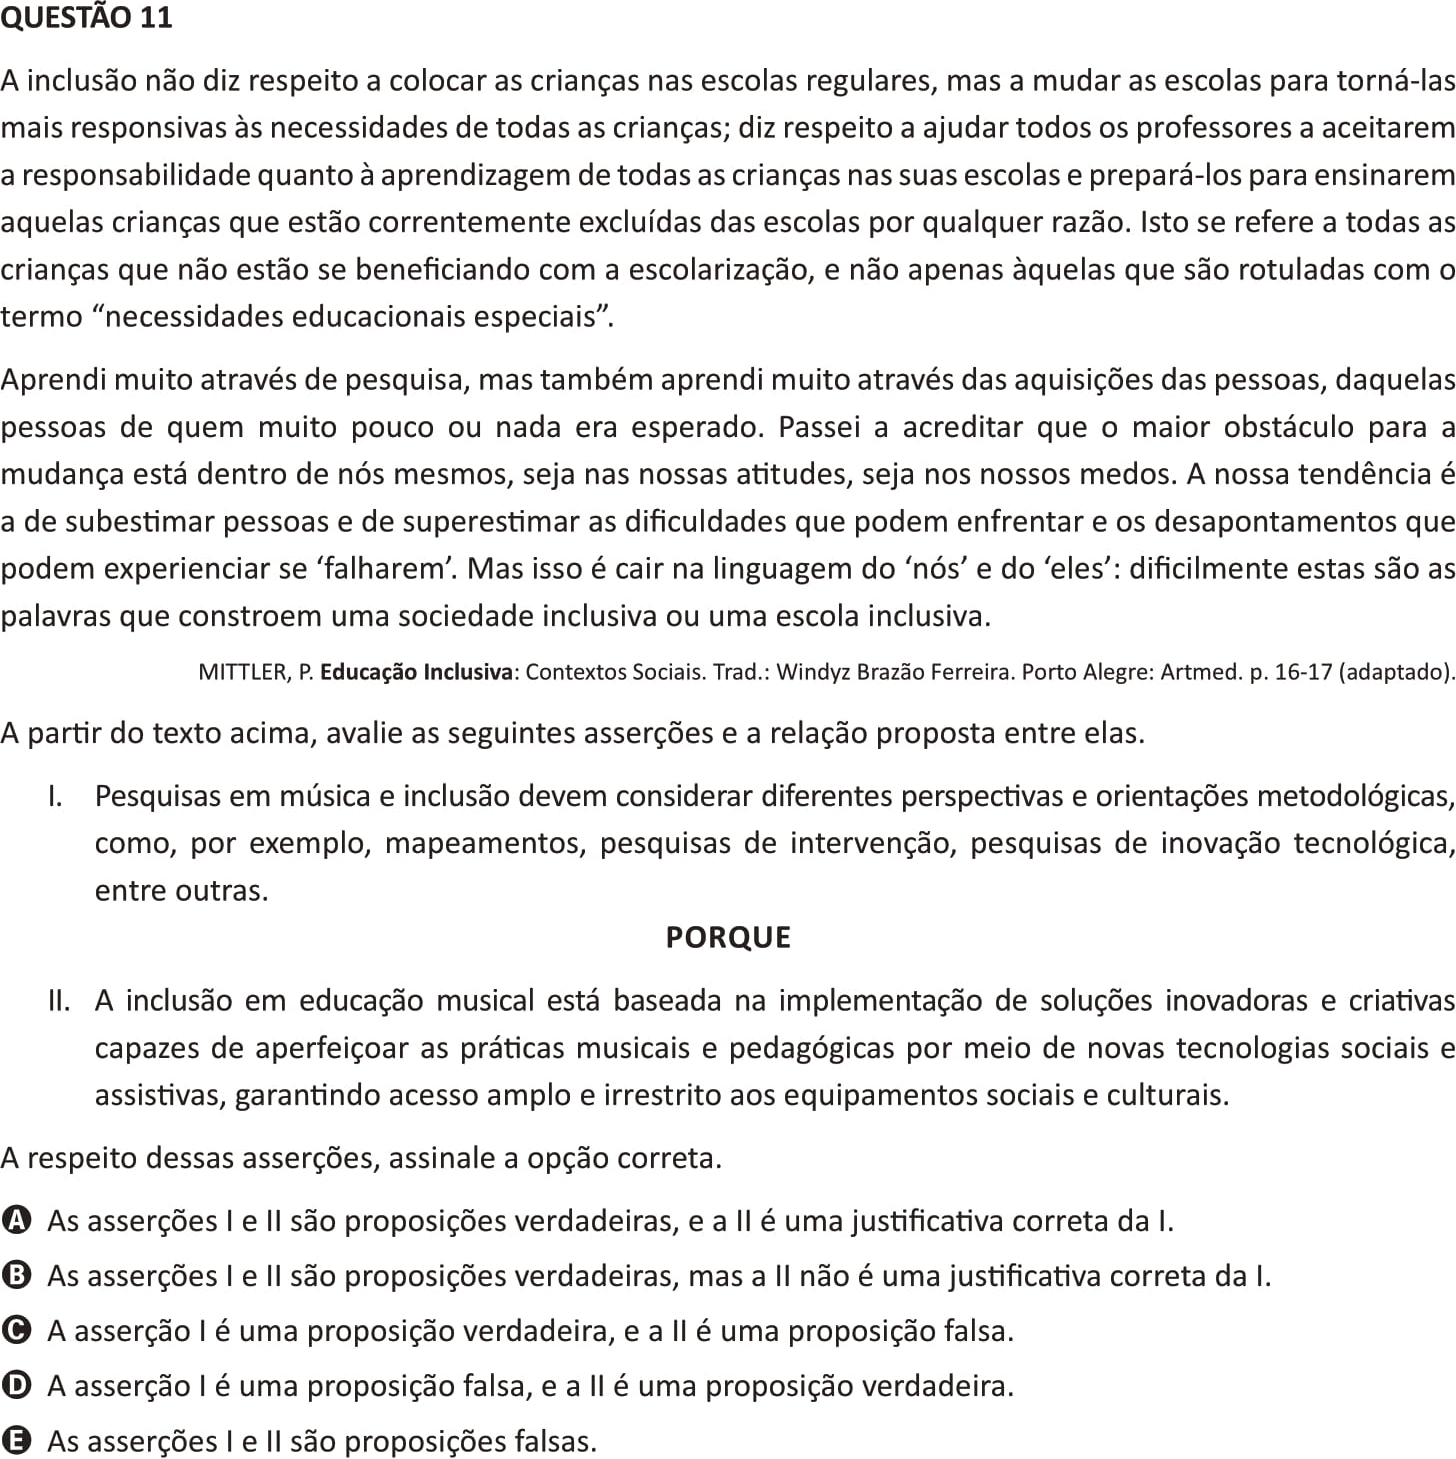 QUESTÃO 11
A inclusão não diz respeito a colocar as crianças nas escolas regulares, mas a mudar as escolas para torná-las
mais responsivas às necessidades de todas as crianças; diz respeito a ajudar todos os professores a aceitarem
a responsabilidade quanto à aprendizagem de todas as crianças nas suas escolas e prepará-los para ensinarem
aquelas crianças que estão correntemente excluídas das escolas por qualquer razão. Isto se refere a todas as
crianças que não estão se beneficiando com a escolarização, e não apenas àquelas que são rotuladas com o
termo “necessidades educacionais especiais”.
Aprendi muito através de pesquisa, mas também aprendi muito através das aquisições das pessoas, daquelas
pessoas de quem muito pouco ou nada era esperado. Passei a acreditar que o maior obstáculo para a
mudança está dentro de nós mesmos, seja nas nossas atitudes, seja nos nossos medos. A nossa tendência é
a de subestimar pessoas e de superestimar as dificuldades que podem enfrentar e os desapontamentos que
podem experienciar se ‘falharem’. Mas isso é cair na linguagem do ‘nós’ e do ‘eles’: dificilmente estas são as
palavras que constroem uma sociedade inclusiva ou uma escola inclusiva.
MITTLER, P. Educação Inclusiva: Contextos Sociais. Trad.: Windyz Brazão Ferreira. Porto Alegre: Artmed. p. 16-17 (adaptado).
A partir do texto acima, avalie as seguintes asserções e a relação proposta entre elas.
I. Pesquisas em música e inclusão devem considerar diferentes perspectivas e orientações metodológicas,
como, por exemplo, mapeamentos, pesquisas de intervenção, pesquisas de inovação tecnológica,
entre outras.
PORQUE
II. A inclusão em educação musical está baseada na implementação de soluções inovadoras e criativas
capazes de aperfeiçoar as práticas musicais e pedagógicas por meio de novas tecnologias sociais e
assistivas, garantindo acesso amplo e irrestrito aos equipamentos sociais e culturais.
A respeito dessas asserções, assinale a opção correta.
A As asserções I e II são proposições verdadeiras, e a II é uma justificativa correta da I.
B As asserções I e II são proposições verdadeiras, mas a II não é uma justificativa correta da I.
C A asserção I é uma proposição verdadeira, e a II é uma proposição falsa.
D A asserção I é uma proposição falsa, e a II é uma proposição verdadeira.
E As asserções I e II são proposições falsas.